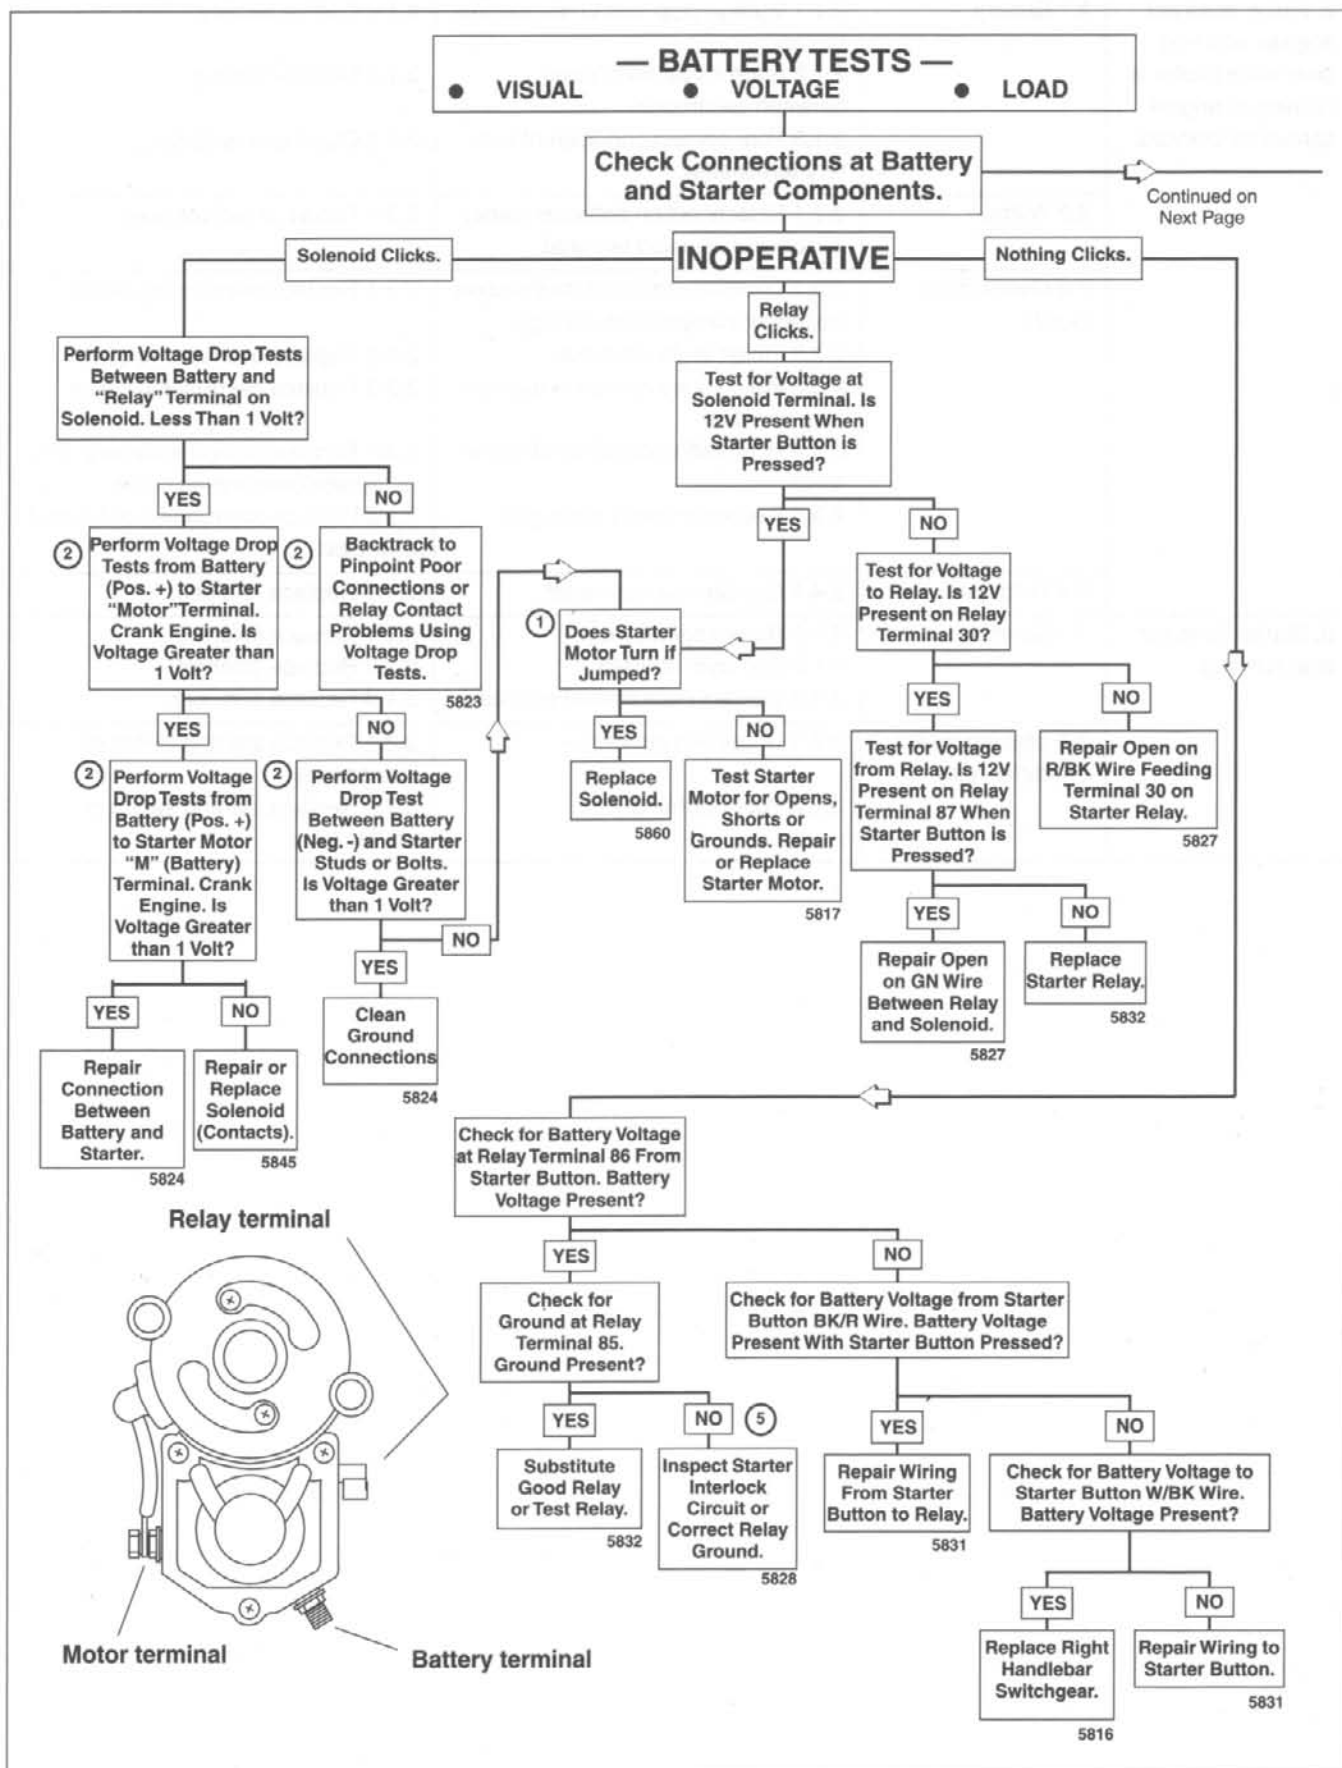 — BATTERY TESTS —
● VISUAL ● VOLTAGE ● LOAD
Check Connections at Battery
and Starter Components.
Continued on
Next Page
Solenoid Clicks.
INOPERATIVE
Nothing Clicks.
Relay
Clicks.
Perform Voltage Drop Tests
Between Battery and
“Relay” Terminal on
Solenoid. Less Than 1 Volt?
YES
NO
2
Perform Voltage Drop
Tests from Battery
(Pos. +) to Starter
“Motor” Terminal.
Crank Engine. Is
Voltage Greater than
1 Volt?
2
Backtrack to
Pinpoint Poor
Connections or
Relay Contact
Problems Using
Voltage Drop
Tests.
5823
YES
NO
2
Perform Voltage
Drop Tests from
Battery (Pos. +)
to Starter Motor
“M” (Battery)
Terminal. Crank
Engine. Is
Voltage Greater
than 1 Volt?
2
Perform Voltage
Drop Test
Between Battery
(Neg. -) and Starter
Studs or Bolts.
Is Voltage Greater
than 1 Volt?
NO
YES
Clean
Ground
Connections
5824
YES
NO
Repair
Connection
Between
Battery and
Starter.
5824
Repair or
Replace
Solenoid
(Contacts).
5845
Test for Voltage at
Solenoid Terminal. Is
12V Present When
Starter Button is
Pressed?
YES
NO
1
Does Starter
Motor Turn if
Jumped?
YES
NO
Replace
Solenoid.
5860
Test Starter
Motor for Opens,
Shorts or
Grounds. Repair
or Replace
Starter Motor.
5817
Test for Voltage
to Relay. Is 12V
Present on Relay
Terminal 30?
YES
NO
Test for Voltage
from Relay. Is 12V
Present on Relay
Terminal 87 When
Starter Button is
Pressed?
Repair Open on
R/BK Wire Feeding
Terminal 30 on
Starter Relay.
5827
YES
NO
Repair Open
on GN Wire
Between Relay
and Solenoid.
5827
Replace
Starter Relay.
5832
Check for Battery Voltage
at Relay Terminal 86 From
Starter Button. Battery
Voltage Present?
YES
NO
Check for
Ground at Relay
Terminal 85.
Ground Present?
Check for Battery Voltage from Starter
Button BK/R Wire. Battery Voltage
Present With Starter Button Pressed?
YES
NO
5
Substitute
Good Relay
or Test Relay.
5832
Inspect Starter
Interlock
Circuit or
Correct Relay
Ground.
5828
YES
NO
Repair Wiring
From Starter
Button to Relay.
5831
Check for Battery Voltage to
Starter Button W/BK Wire.
Battery Voltage Present?
YES
NO
Replace Right
Handlebar
Switchgear.
5816
Repair Wiring to
Starter Button.
5831
Relay terminal
Motor terminal
Battery terminal